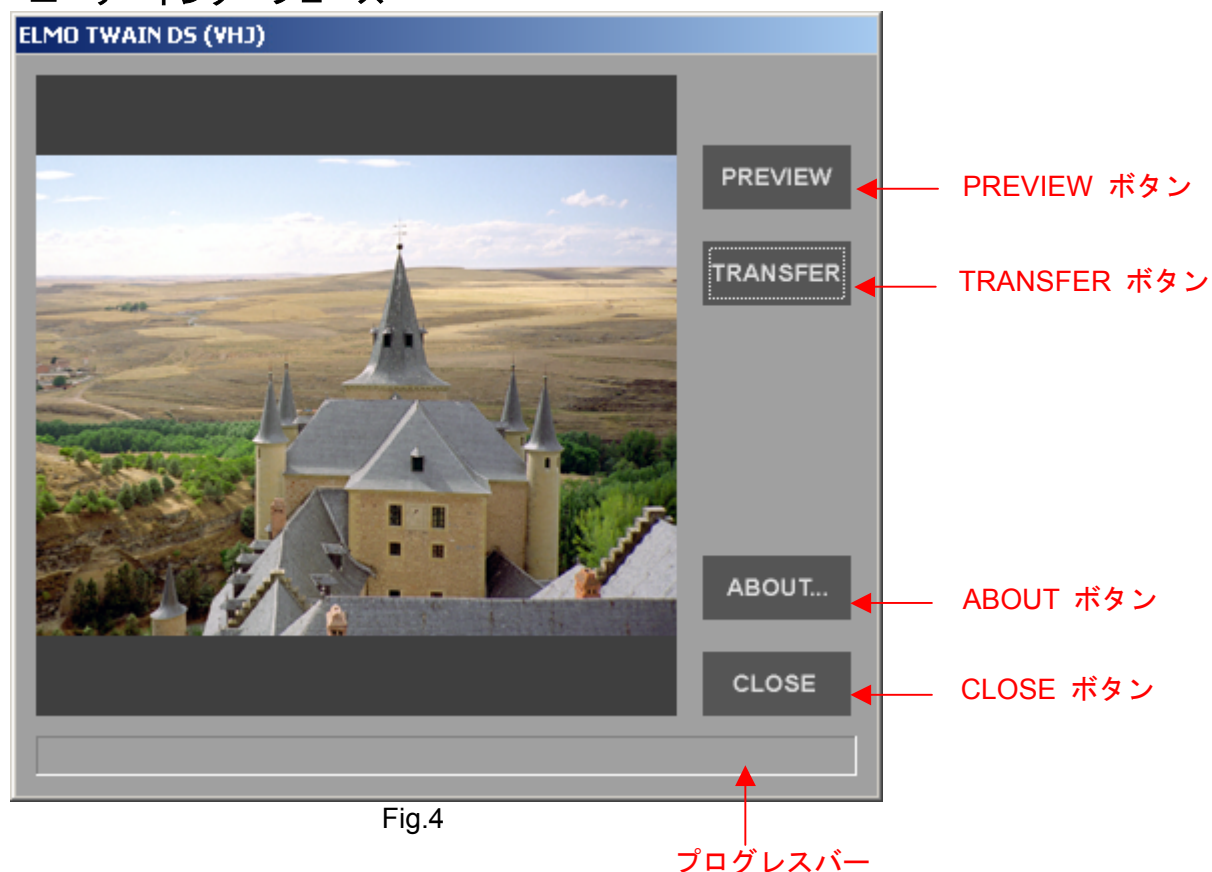 ELMO TWAIN DS (VHJ)
PREVIEW
PREVIEW ボタン
TRANSFER
TRANSFER ボタン
ABOUT...
ABOUT ボタン
CLOSE
CLOSE ボタン
Fig.4
プログレスバー